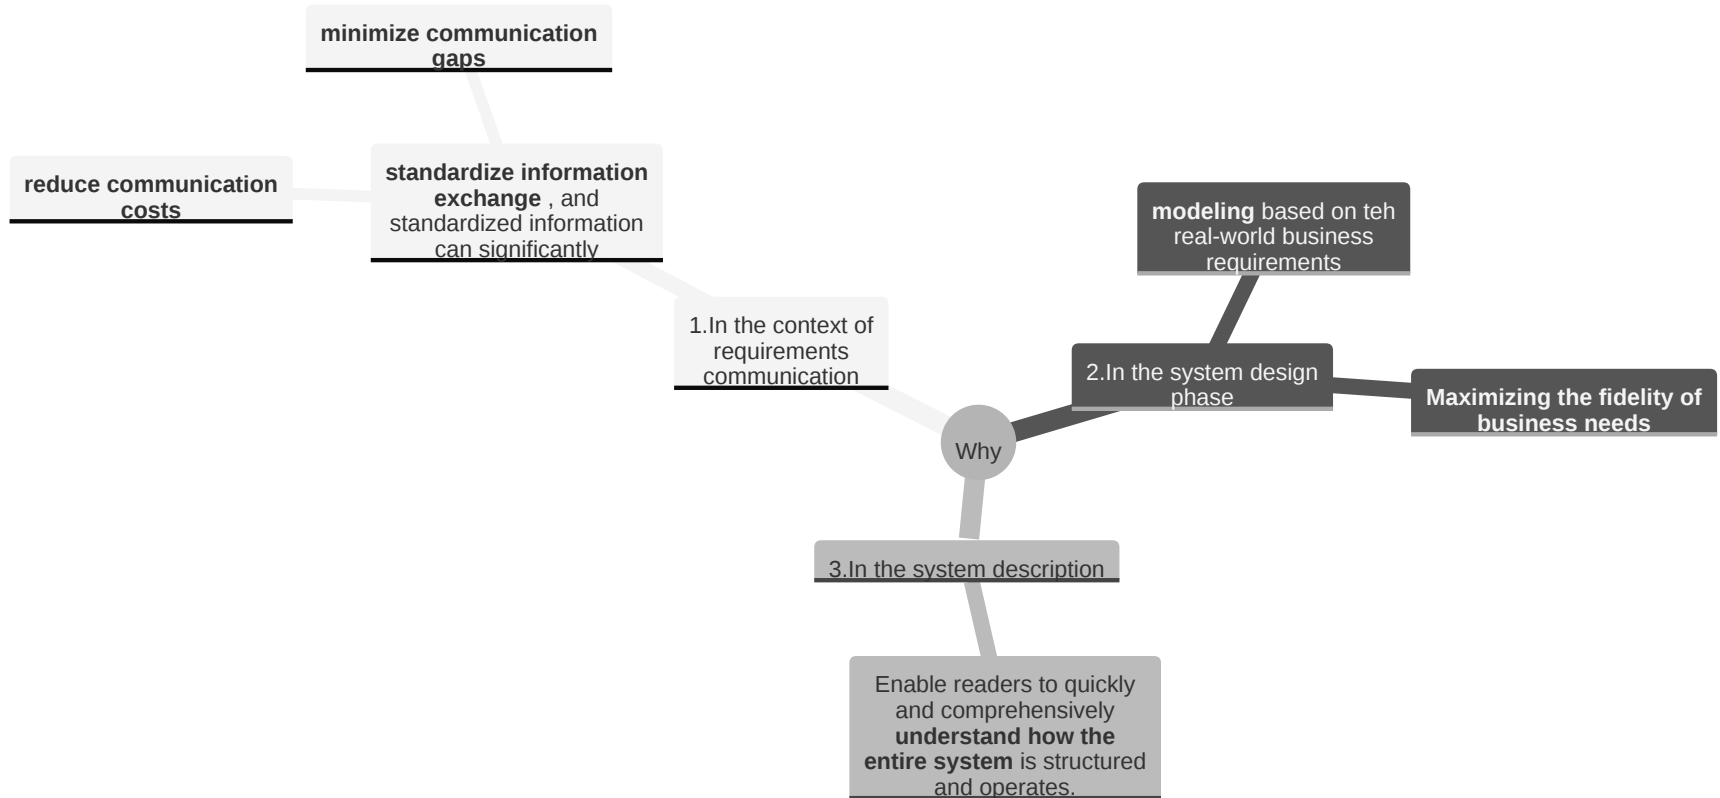 minimize communication
gaps
reduce communication
costs
standardize information
exchange , and
standardized information
can significantly
1.In the context of
requirements
communication
modeling based on teh
real-world business
requirements
2.In the system design
phase
Maximizing the fidelity of
business needs
Why
3.In the system description
Enable readers to quickly
and comprehensively
understand how the
entire system is structured
and operates.